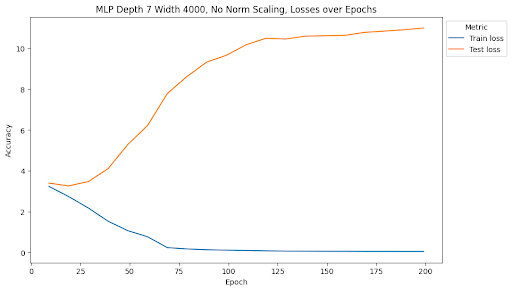 MLP Depth 7 Width 4000, No Norm Scaling, Losses over Epochs
Metric
Train loss
Test loss
Accuracy
10
8
6
4
2
0
0 25 50 75 100 125 150 175 200
Epoch